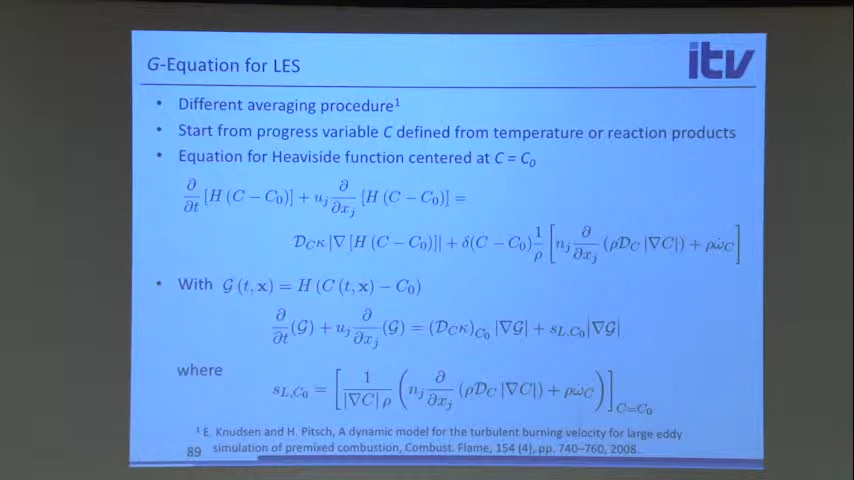 G-Equation for LES
itv
• Different averaging procedure¹
• Start from progress variable C defined from temperature or reaction products
• Equation for Heaviside function centered at C = C₀
∂/∂t [H (C − C₀)] + u_j ∂/∂x_j [H (C − C₀)] =
𝒟_C κ |∇ [H (C − C₀)]| + δ(C − C₀) 1/ρ [n_j ∂/∂x_j (ρ𝒟_C |∇C|) + ρω̇_C]
• With 𝒢 (t, x) = H (C (t, x) − C₀)
∂/∂t (𝒢) + u_j ∂/∂x_j (𝒢) = (𝒟_C κ)_C₀ |∇𝒢| + s_L,C₀ |∇𝒢|
where
s_L,C₀ = [1/(|∇C| ρ) (n_j ∂/∂x_j (ρ𝒟_C |∇C|) + ρω̇_C)]_C=C₀
¹ E. Knudsen and H. Pitsch, A dynamic model for the turbulent burning velocity for large eddy
simulation of premixed combustion, Combust. Flame, 154 (4), pp. 740–760, 2008.
89